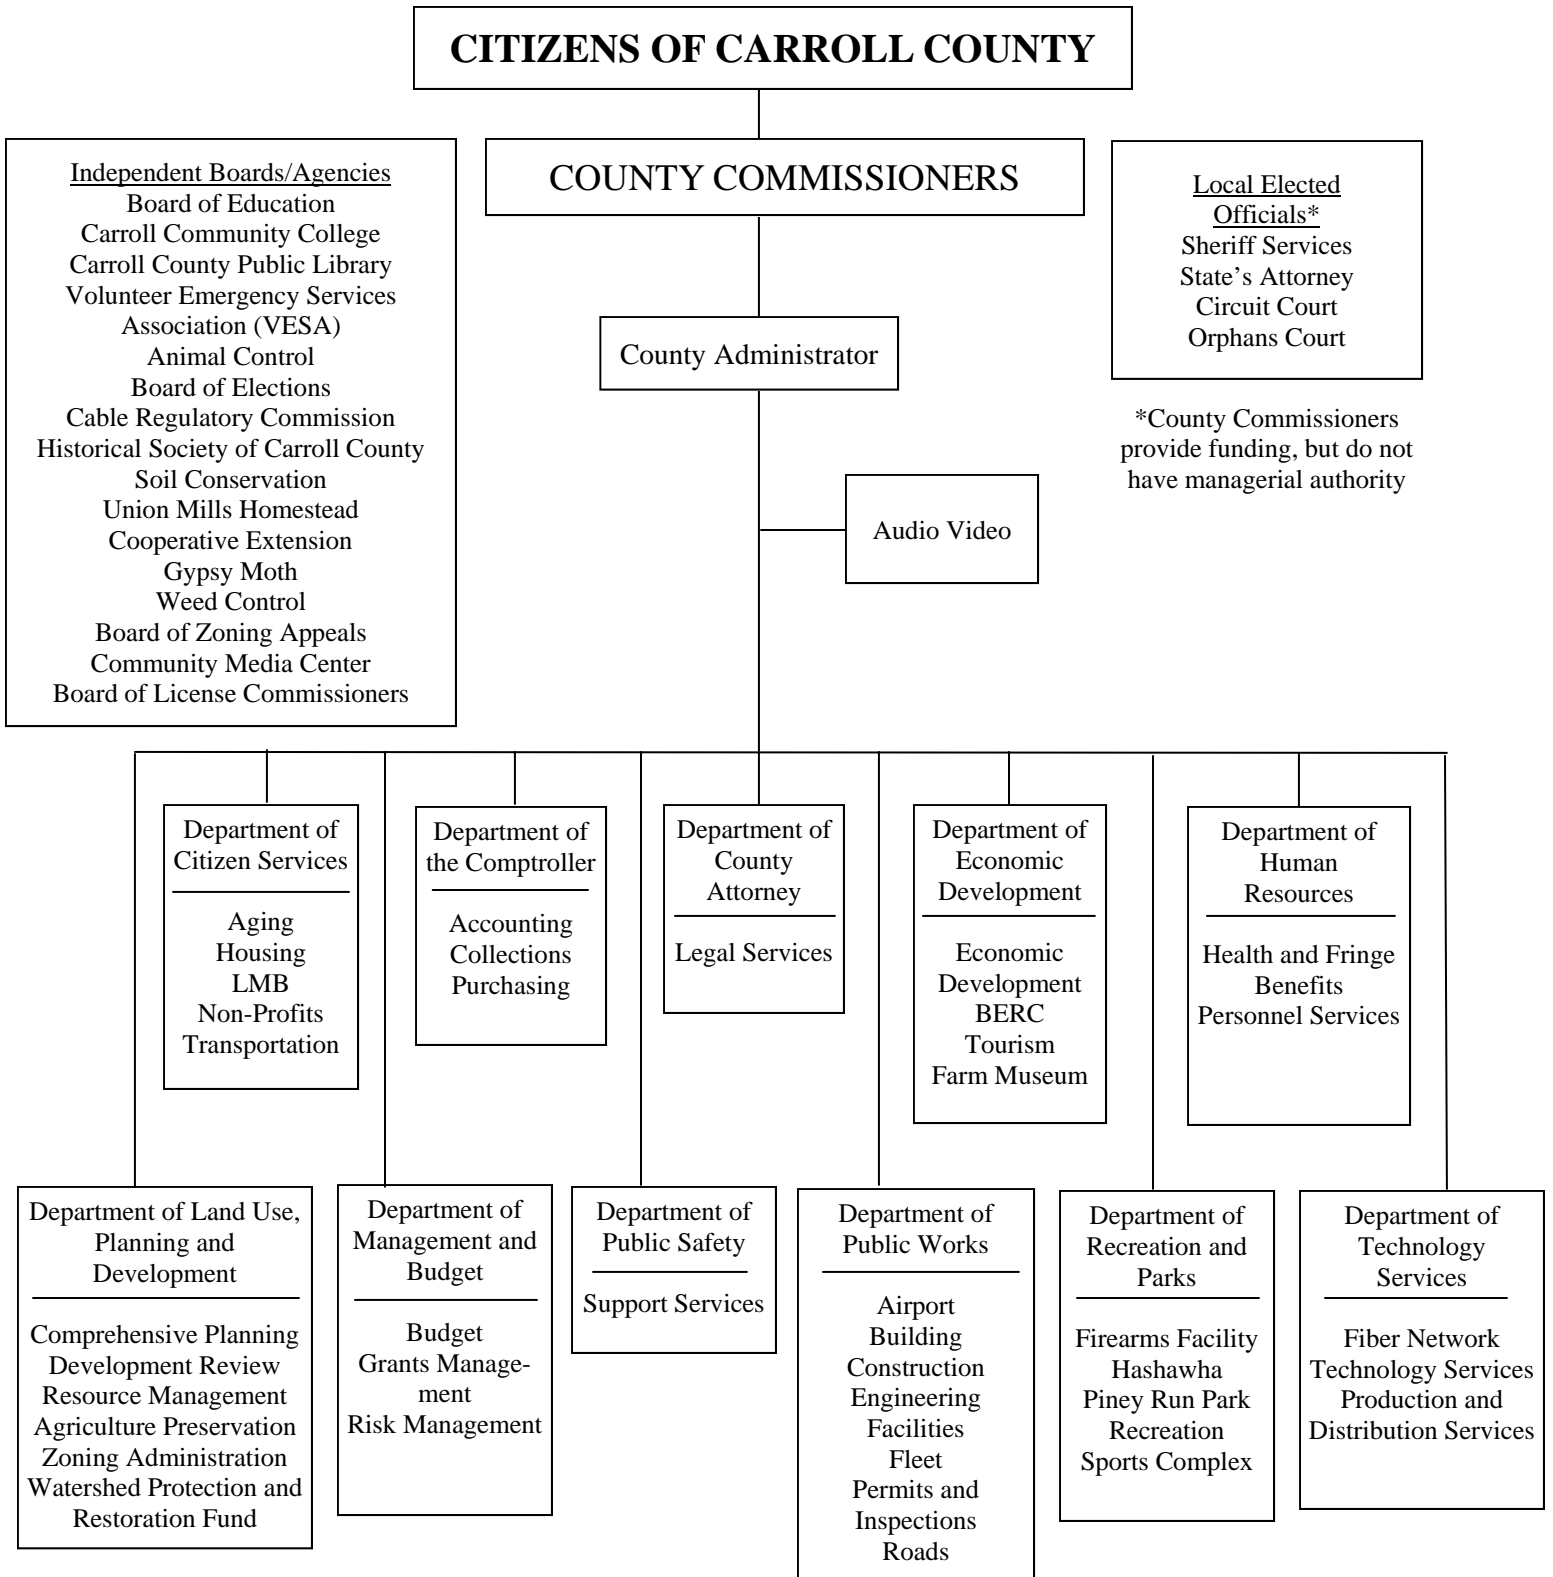 CITIZENS OF CARROLL COUNTY
COUNTY COMMISSIONERS
Independent Boards/Agencies
Board of Education
Carroll Community College
Carroll County Public Library
Volunteer Emergency Services
Association (VESA)
Animal Control
Board of Elections
Cable Regulatory Commission
Historical Society of Carroll County
Soil Conservation
Union Mills Homestead
Cooperative Extension
Gypsy Moth
Weed Control
Board of Zoning Appeals
Community Media Center
Board of License Commissioners
Local Elected
Officials*
Sheriff Services
State’s Attorney
Circuit Court
Orphans Court
*County Commissioners
provide funding, but do not
have managerial authority
County Administrator
Audio Video
Department of
Citizen Services
Aging
Housing
LMB
Non-Profits
Transportation
Department of
the Comptroller
Accounting
Collections
Purchasing
Department of
County
Attorney
Legal Services
Department of
Economic
Development
Economic
Development
BERC
Tourism
Farm Museum
Department of
Human
Resources
Health and Fringe
Benefits
Personnel Services
Department of Land Use,
Planning and
Development
Comprehensive Planning
Development Review
Resource Management
Agriculture Preservation
Zoning Administration
Watershed Protection and
Restoration Fund
Department of
Management and
Budget
Budget
Grants Manage-
ment
Risk Management
Department of
Public Safety
Support Services
Department of
Public Works
Airport
Building
Construction
Engineering
Facilities
Fleet
Permits and
Inspections
Roads
Department of
Recreation and
Parks
Firearms Facility
Hashawha
Piney Run Park
Recreation
Sports Complex
Department of
Technology
Services
Fiber Network
Technology Services
Production and
Distribution Services